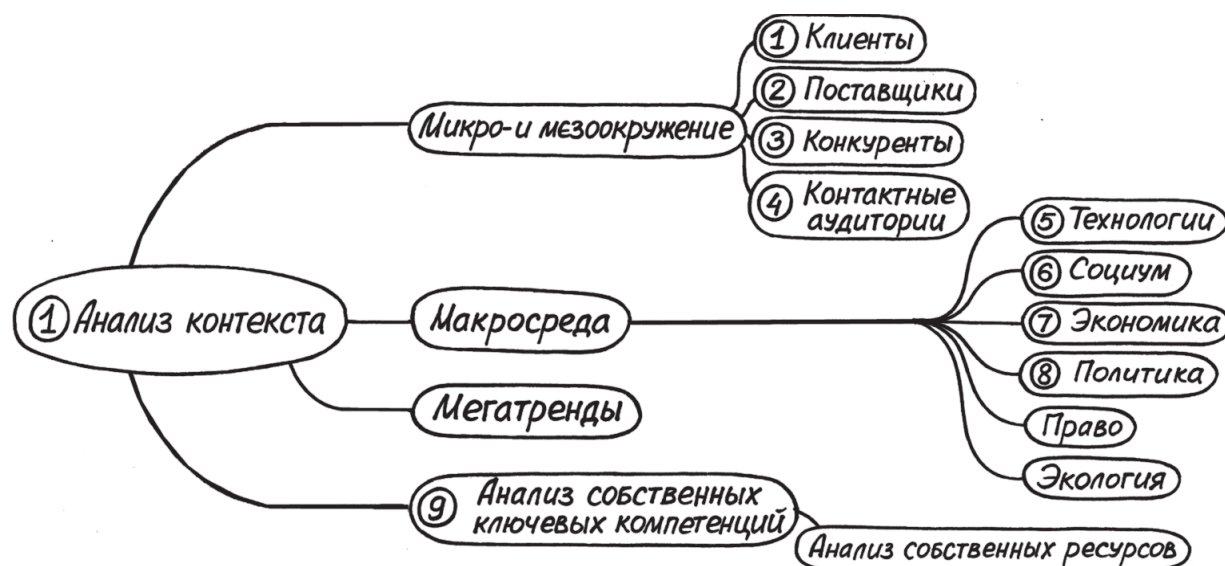 ① Клиенты
② Поставщики
Микро- и мезоокружение
③ Конкуренты
④ Контактные
аудитории
⑤ Технологии
⑥ Социум
① Анализ контекста
Макросреда
⑦ Экономика
⑧ Политика
Мегатренды
Право
Экология
⑨ Анализ собственных
ключевых компетенций
Анализ собственных ресурсов